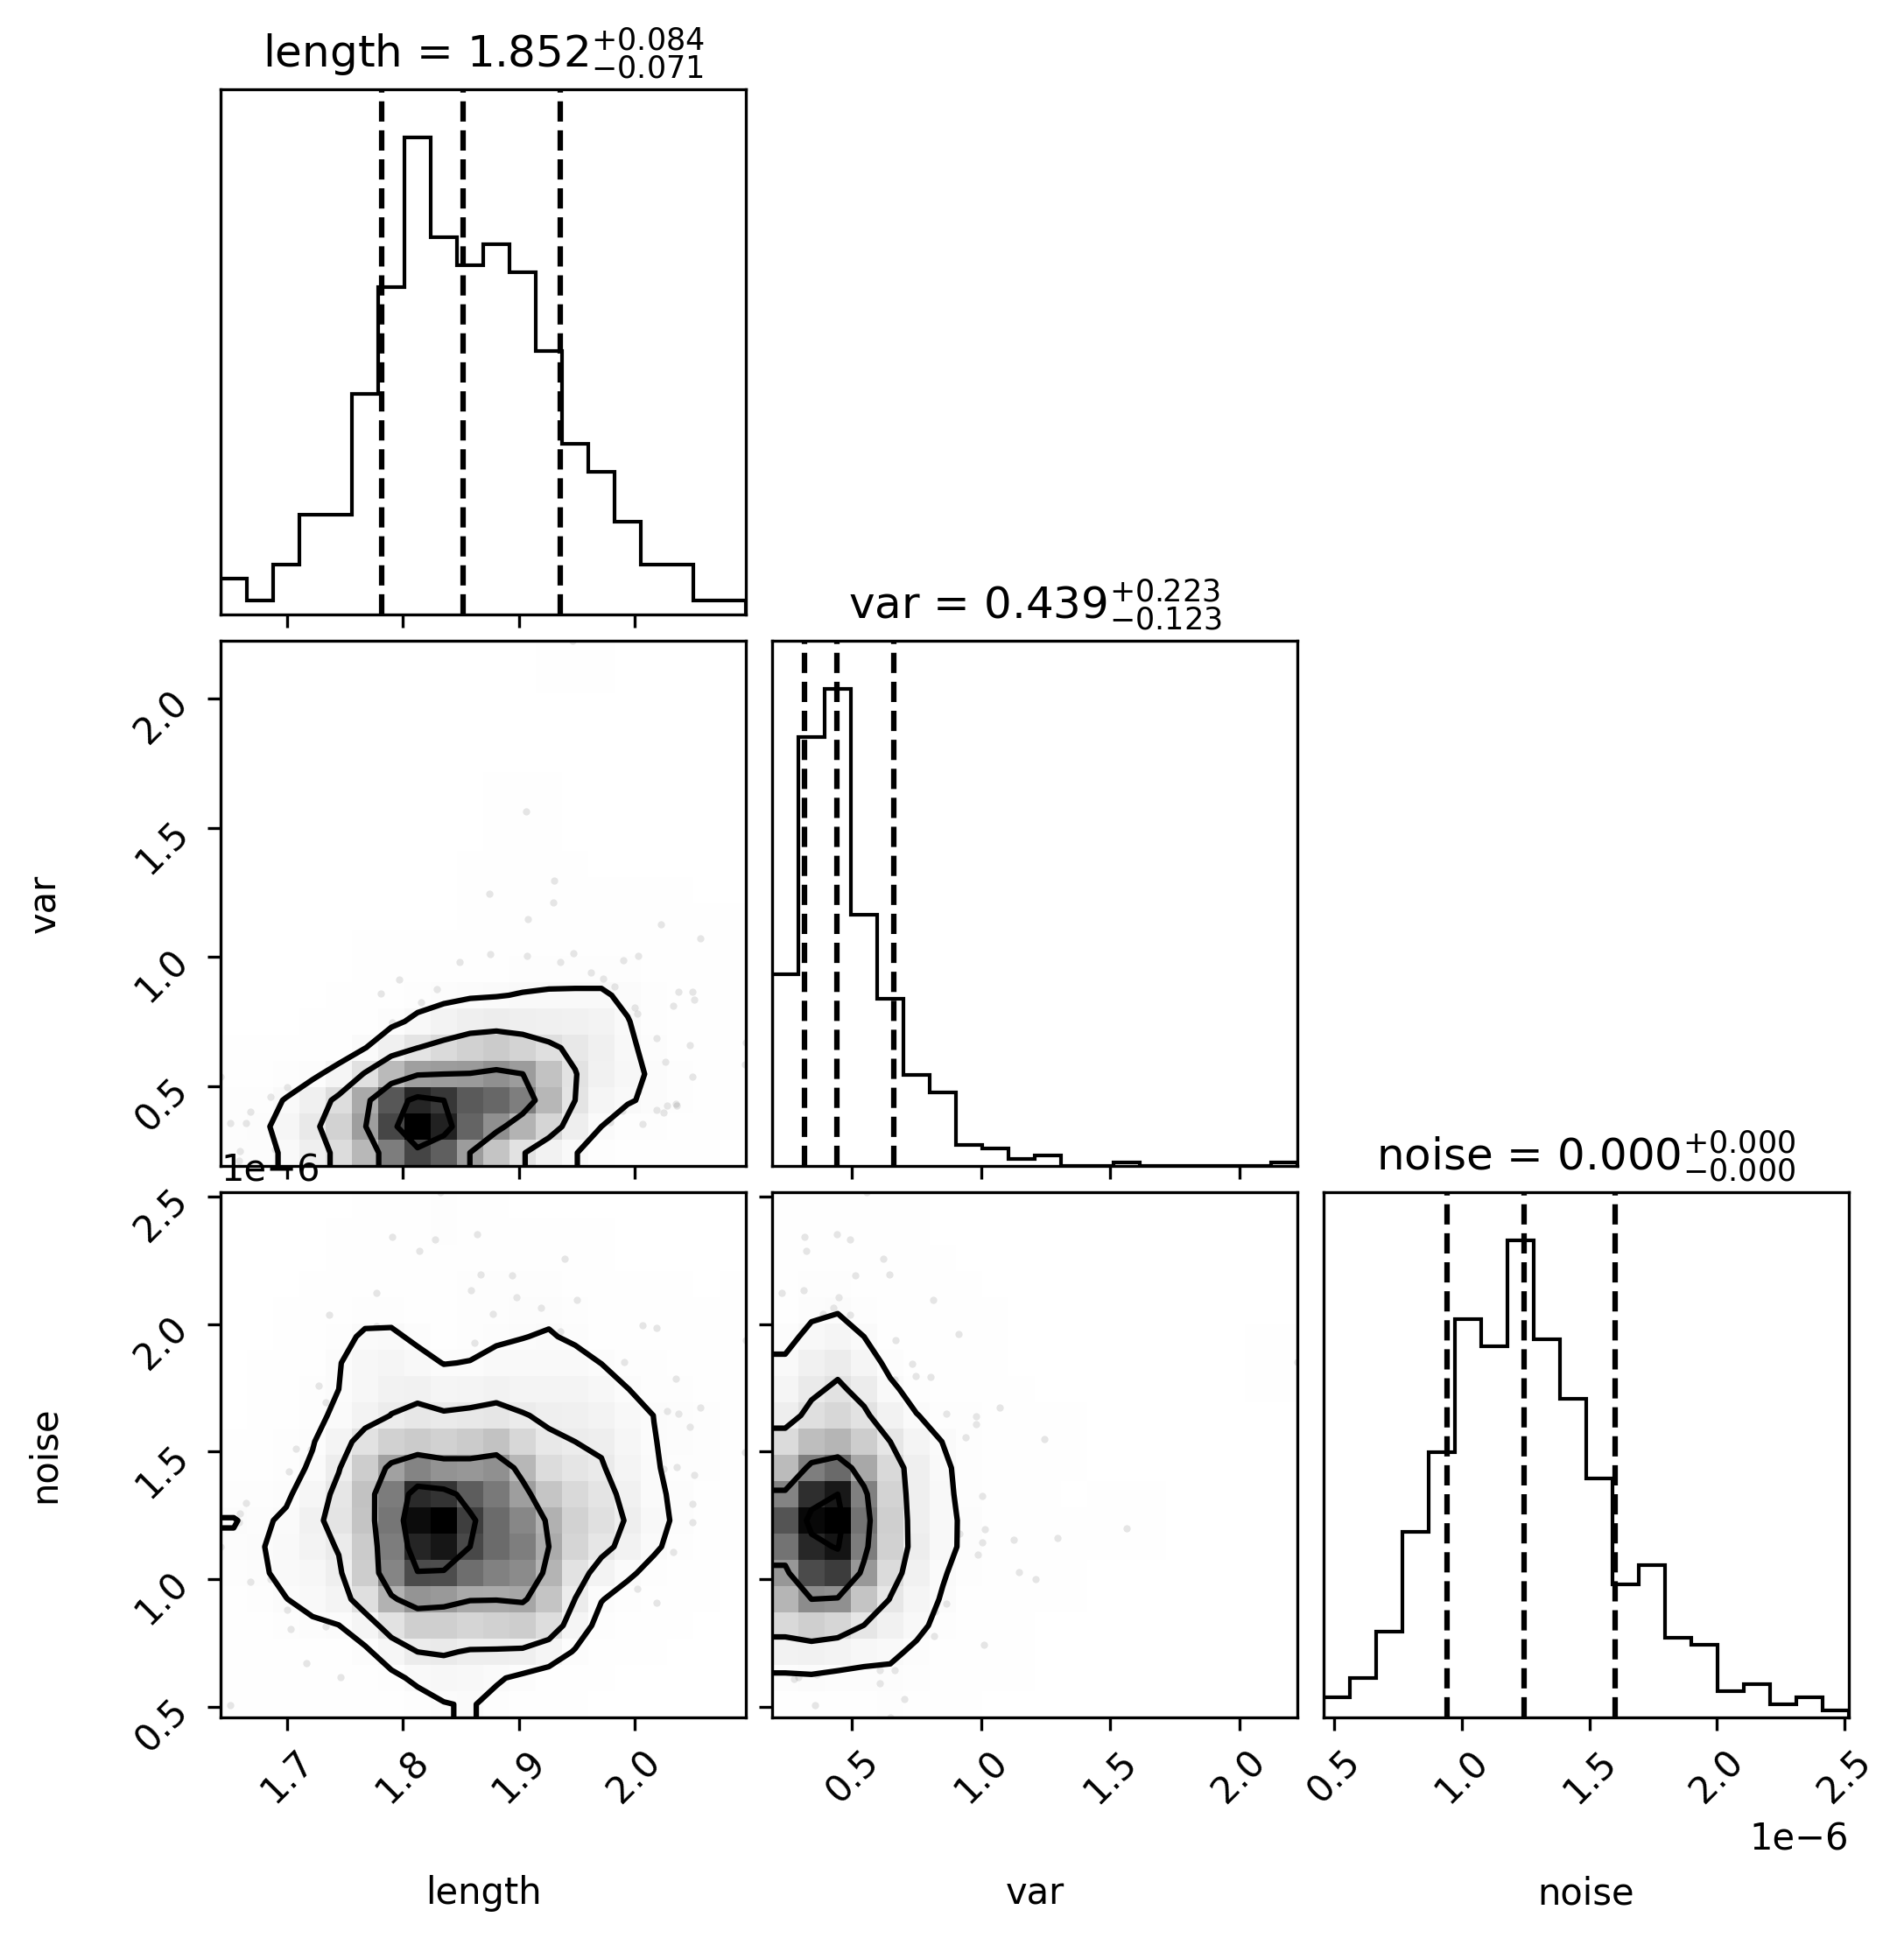 length = 1.852 +0.084 −0.071
var = 0.439 +0.223 −0.123
2.0
1.5
1.0
0.5
var
noise = 0.000 +0.000 −0.000
1e−6
2.5
2.0
1.5
1.0
0.5
noise
1.7 1.8 1.9 2.0 0.5 1.0 1.5 2.0 0.5 1.0 1.5 2.0 2.5
1e−6
length var noise